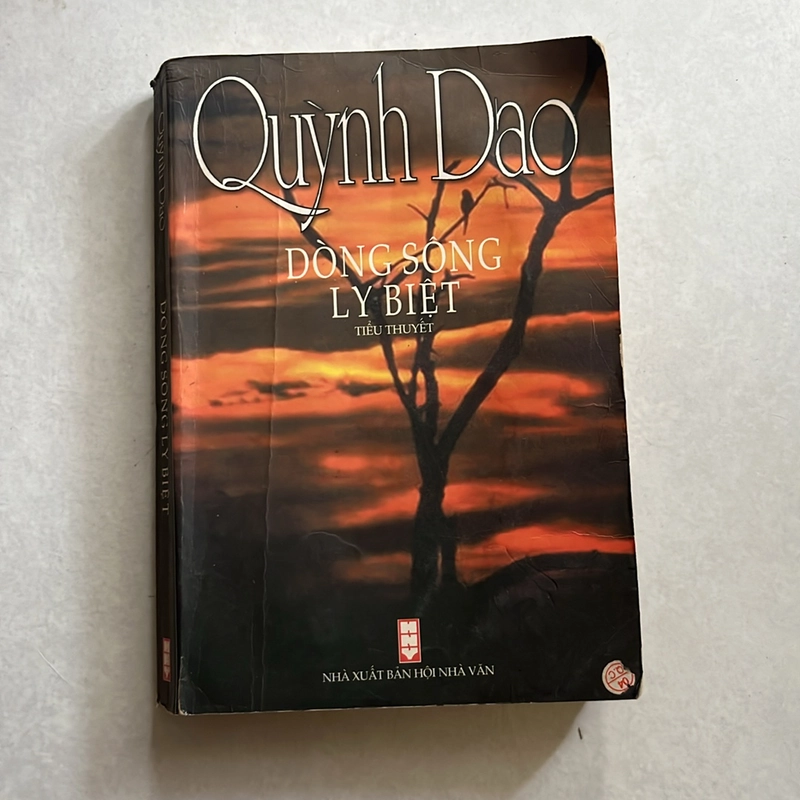 Quỳnh Dao
DÒNG SÔNG
LY BIỆT
TIỂU THUYẾT
NHÀ XUẤT BẢN HỘI NHÀ VĂN
QUỲNH DAO
DÒNG SÔNG LY BIỆT